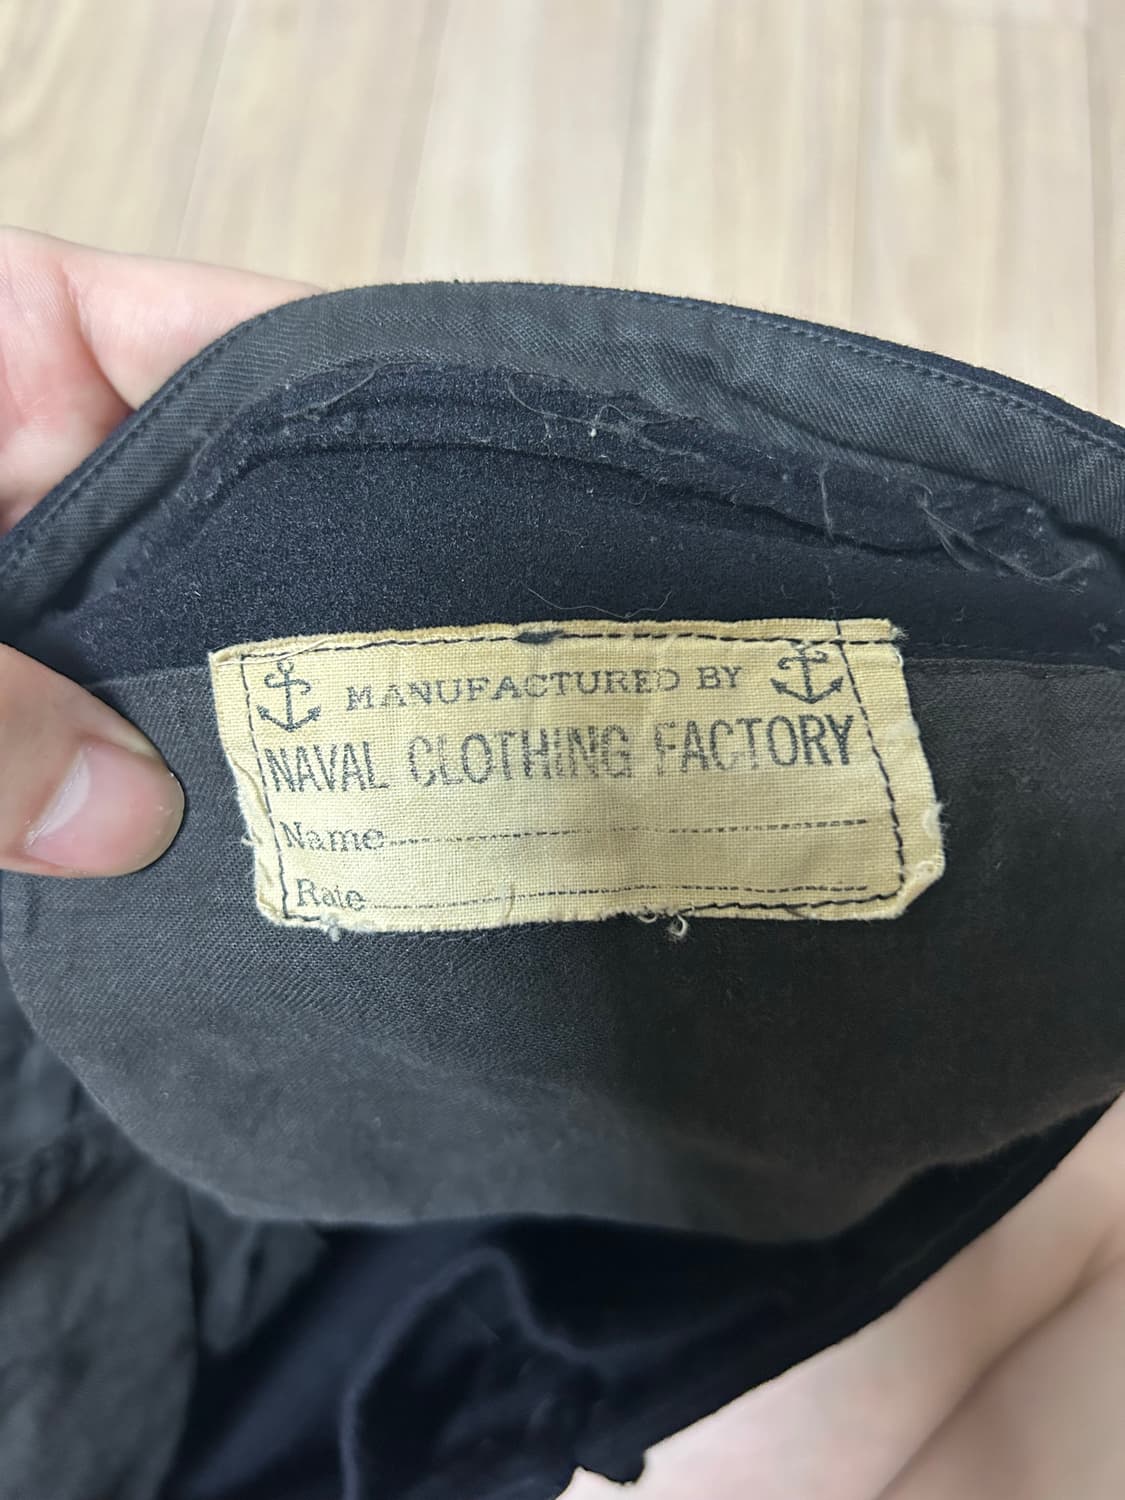 MANUFACTURED BY
NAVAL CLOTHING FACTORY
Name
Rate